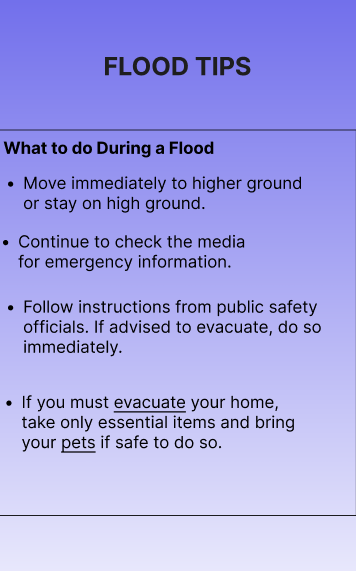 FLOOD TIPS
What to do During a Flood
• Move immediately to higher ground
or stay on high ground.
• Continue to check the media
for emergency information.
• Follow instructions from public safety
officials. If advised to evacuate, do so
immediately.
• If you must evacuate your home,
take only essential items and bring
your pets if safe to do so.